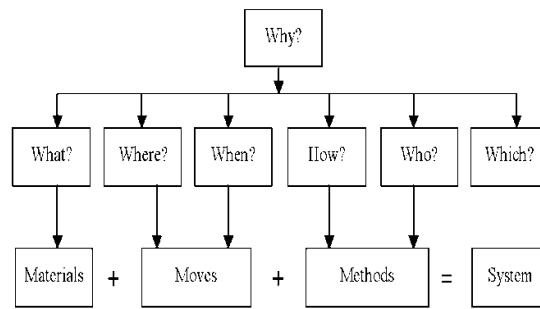 Why?
What? Where? When? How? Who? Which?
Materials + Moves + Methods = System